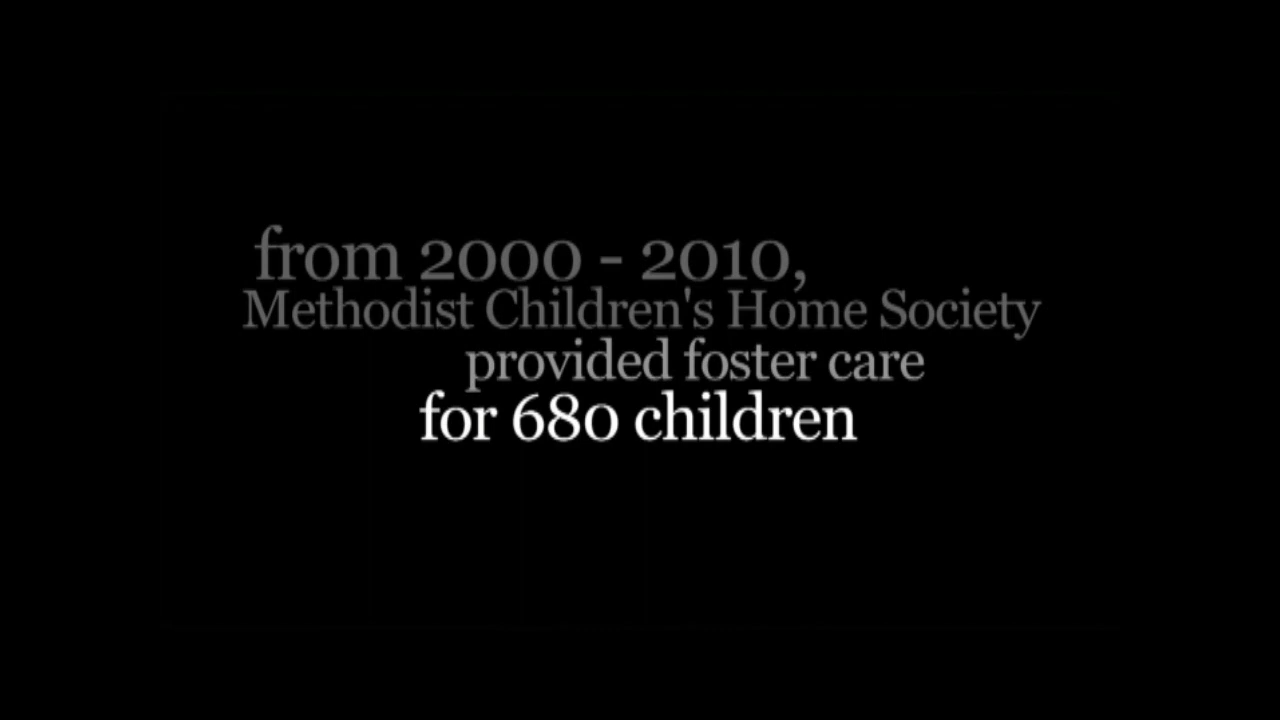 from 2000 - 2010,
Methodist Children's Home Society
provided foster care
for 680 children